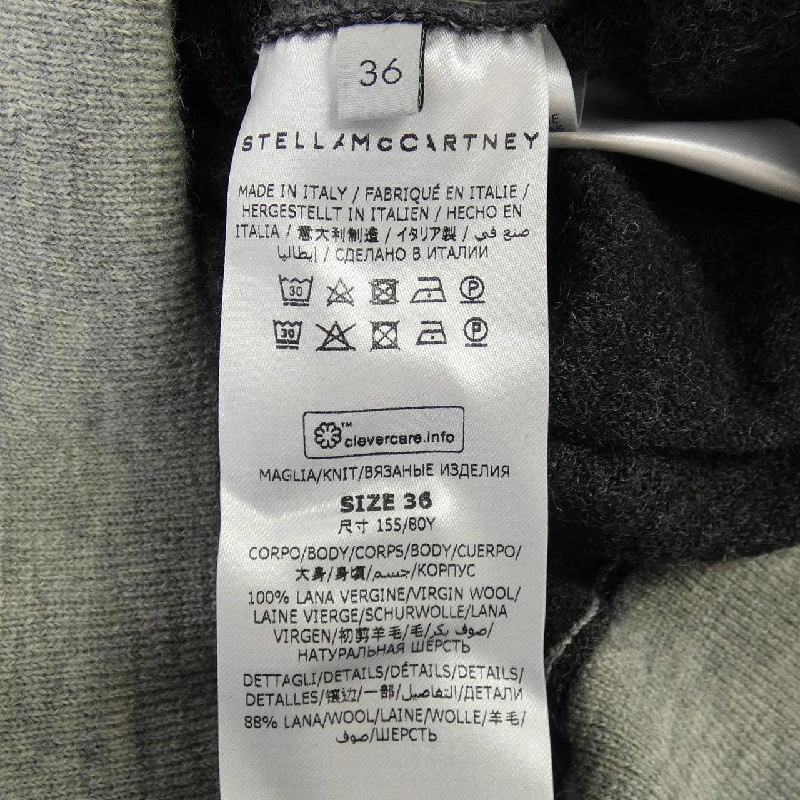 36
STELLA McCARTNEY
MADE IN ITALY / FABRIQUÉ EN ITALIE /
HERGESTELLT IN ITALIEN / HECHO EN
ITALIA / 意大利制造 / イタリア製 / صنع في
إيطاليا / СДЕЛАНО В ИТАЛИИ
30 P
30 P
™
clevercare.info
MAGLIA/KNIT/ВЯЗАНЫЕ ИЗДЕЛИЯ
SIZE 36
尺寸 155/80Y
CORPO/BODY/CORPS/BODY/CUERPO/
大身/身頃/جسم/КОРПУС
100% LANA VERGINE/VIRGIN WOOL/
LAINE VIERGE/SCHURWOLLE/LANA
VIRGEN/初剪羊毛/毛/صوف بكر/
НАТУРАЛЬНАЯ ШЕРСТЬ
DETTAGLI/DETAILS/DÉTAILS/DETAILS/
DETALLES/镶边/一部/التفاصيل/ДЕТАЛИ
88% LANA/WOOL/LAINE/WOLLE/羊毛/
صوف/ШЕРСТЬ